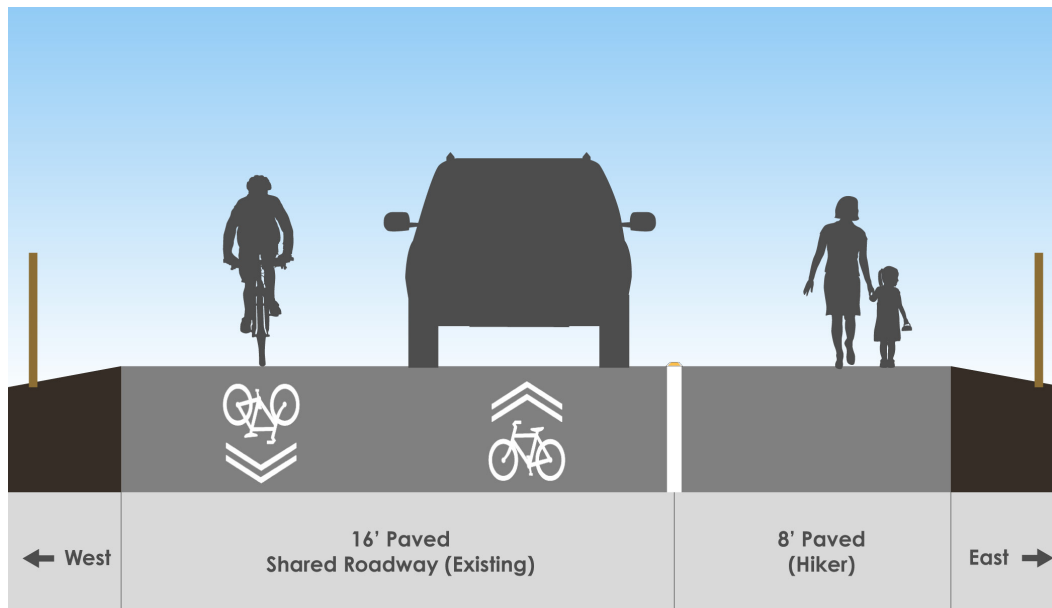 West
16’ Paved
Shared Roadway (Existing)
8’ Paved
(Hiker)
East